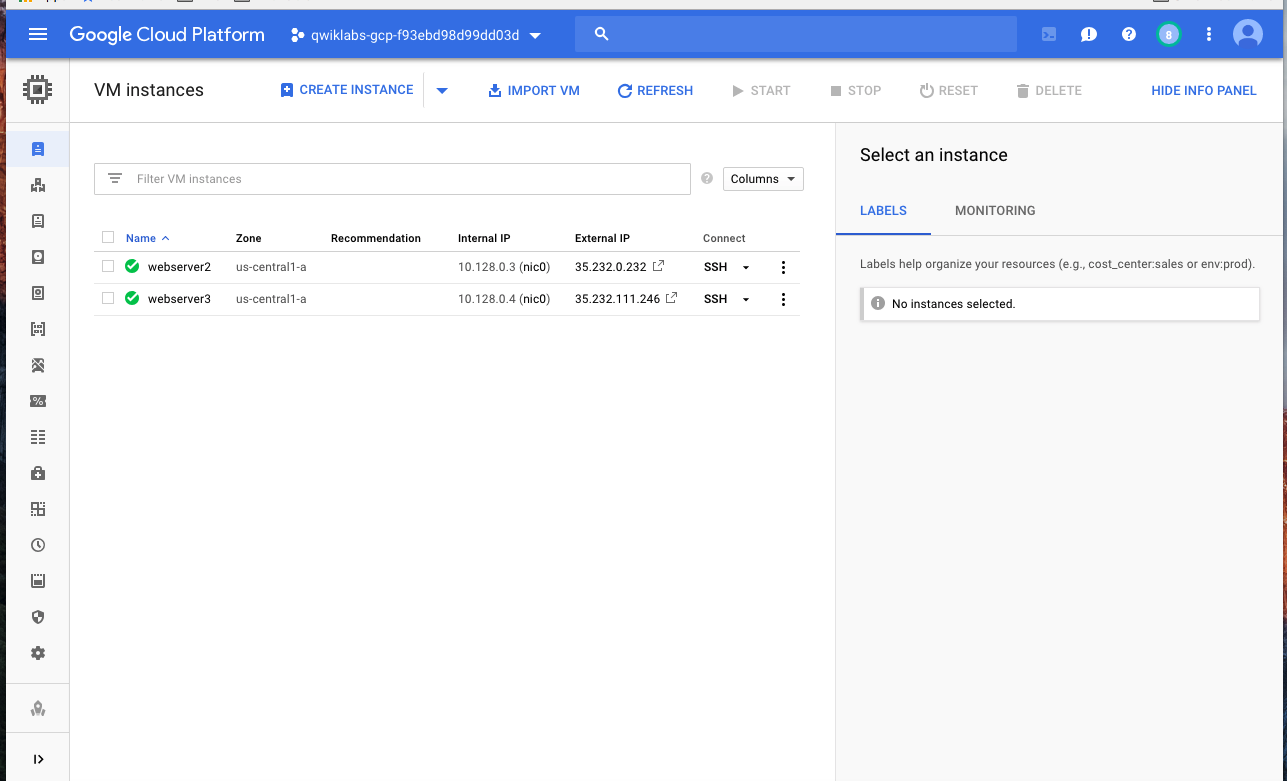 Google Cloud Platform qwiklabs-gcp-f93ebd98d99dd03d 8
VM instances CREATE INSTANCE IMPORT VM REFRESH START STOP RESET DELETE HIDE INFO PANEL
Filter VM instances Columns
Name Zone Recommendation Internal IP External IP Connect
webserver2 us-central1-a 10.128.0.3 (nic0) 35.232.0.232 SSH
webserver3 us-central1-a 10.128.0.4 (nic0) 35.232.111.246 SSH
Select an instance
LABELS MONITORING
Labels help organize your resources (e.g., cost_center:sales or env:prod).
No instances selected.